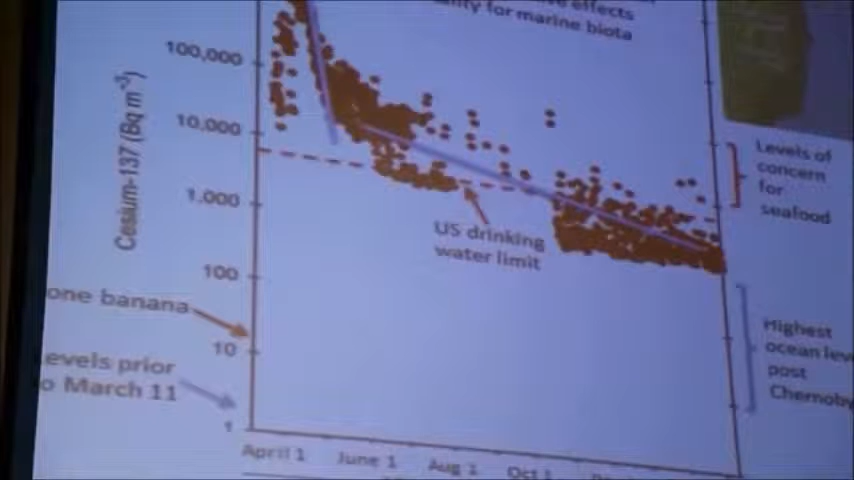 effects
for marine biota
100,000
10,000
1,000
100
10
1
Cesium-137 (Bq m⁻³)
US drinking
water limit
one banana
evels prior
o March 11
Levels of
concern
for
seafood
Highest
ocean lev
post
Chernoby
April 1
June 1
Aug 1
Oct 1